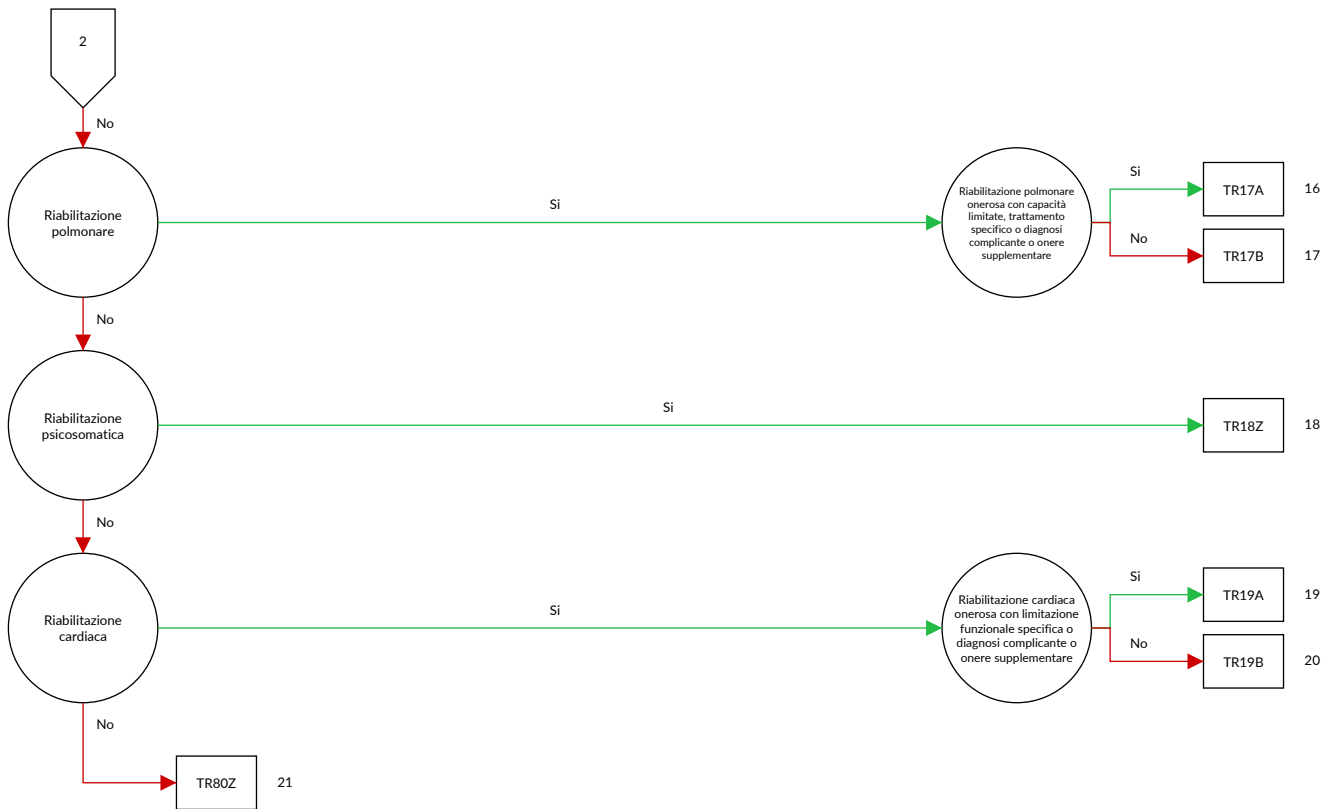 2
No
Riabilitazione
polmonare
Si
Riabilitazione polmonare
onerosa con capacità
limitate, trattamento
specifico o diagnosi
complicante o onere
supplementare
Si
TR17A
16
No
TR17B
17
No
Riabilitazione
psicosomatica
Si
TR18Z
18
No
Riabilitazione
cardiaca
Si
Riabilitazione cardiaca
onerosa con limitazione
funzionale specifica o
diagnosi complicante o
onere supplementare
Si
TR19A
19
No
TR19B
20
No
TR80Z
21